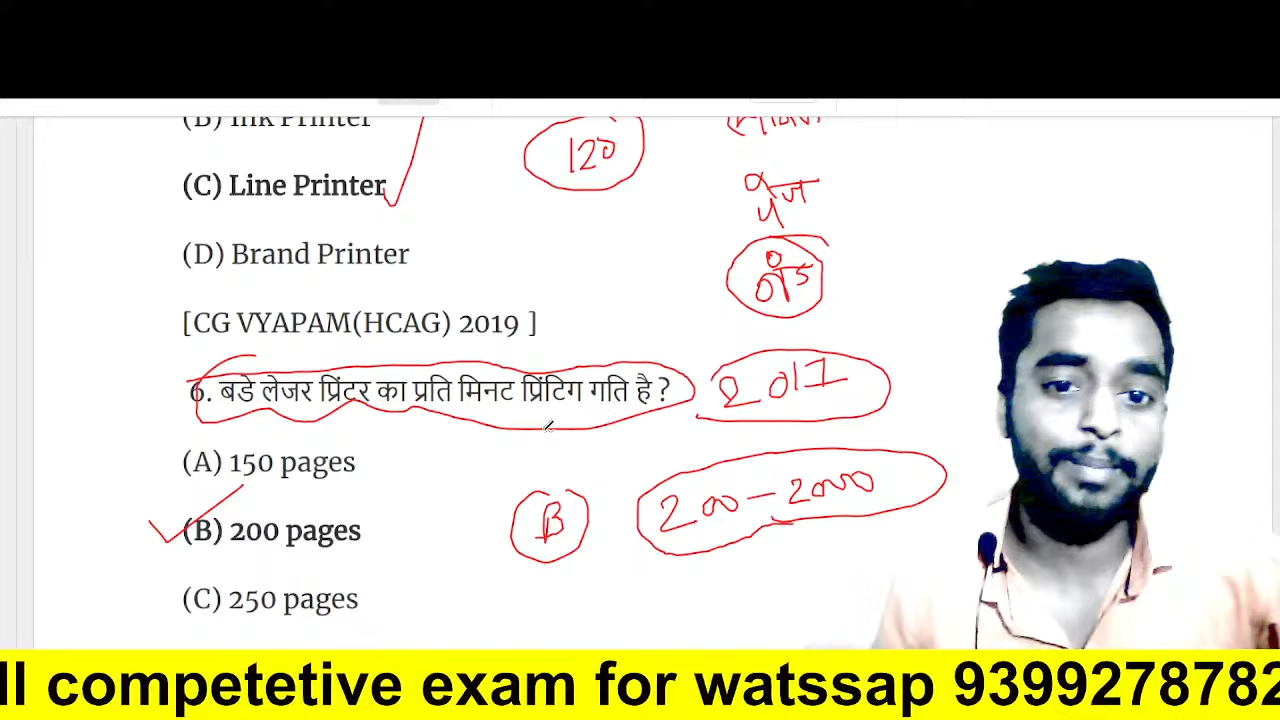 (B) Ink Printer
120
(C) Line Printer
पेज
(D) Brand Printer
[CG VYAPAM(HCAG) 2019 ]
6. बडे लेजर प्रिंटर का प्रति मिनट प्रिंटिग गति है ?
2017
(A) 150 pages
200-2000
B
(B) 200 pages
(C) 250 pages
ll competetive exam for watssap 9399278782